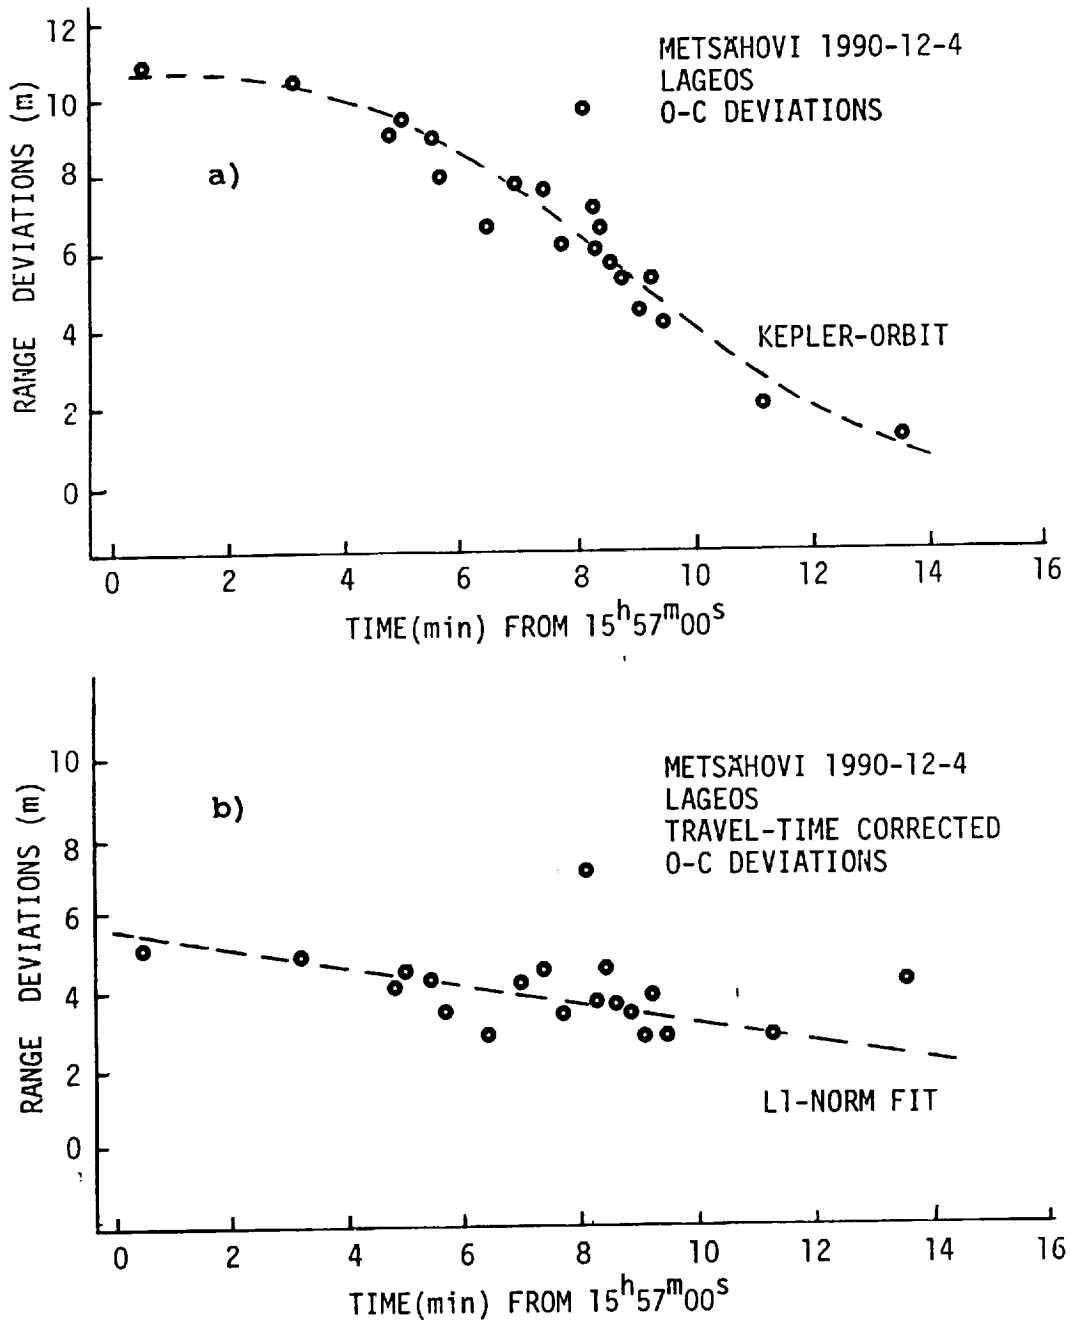 METSÄHOVI 1990-12-4
LAGEOS
O-C DEVIATIONS
a)
RANGE DEVIATIONS (m)
12
10
8
6
4
2
0
KEPLER-ORBIT
0 2 4 6 8 10 12 14 16
TIME(min) FROM 15h57m00s
METSÄHOVI 1990-12-4
LAGEOS
TRAVEL-TIME CORRECTED
O-C DEVIATIONS
b)
RANGE DEVIATIONS (m)
10
8
6
4
2
0
L1-NORM FIT
0 2 4 6 8 10 12 14 16
TIME(min) FROM 15h57m00s